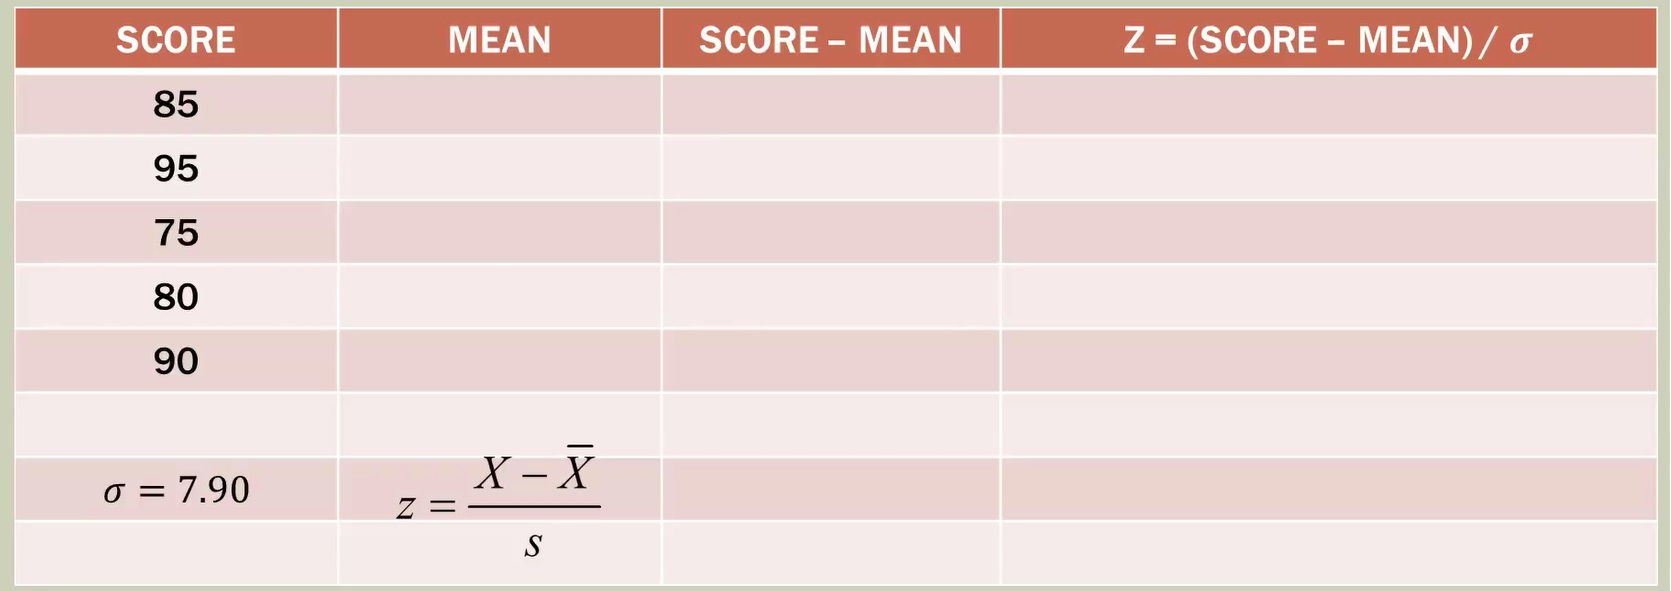 SCORE MEAN SCORE – MEAN Z = (SCORE – MEAN) / σ
85
95
75
80
90
σ = 7.90
z = (X – X̅) / s